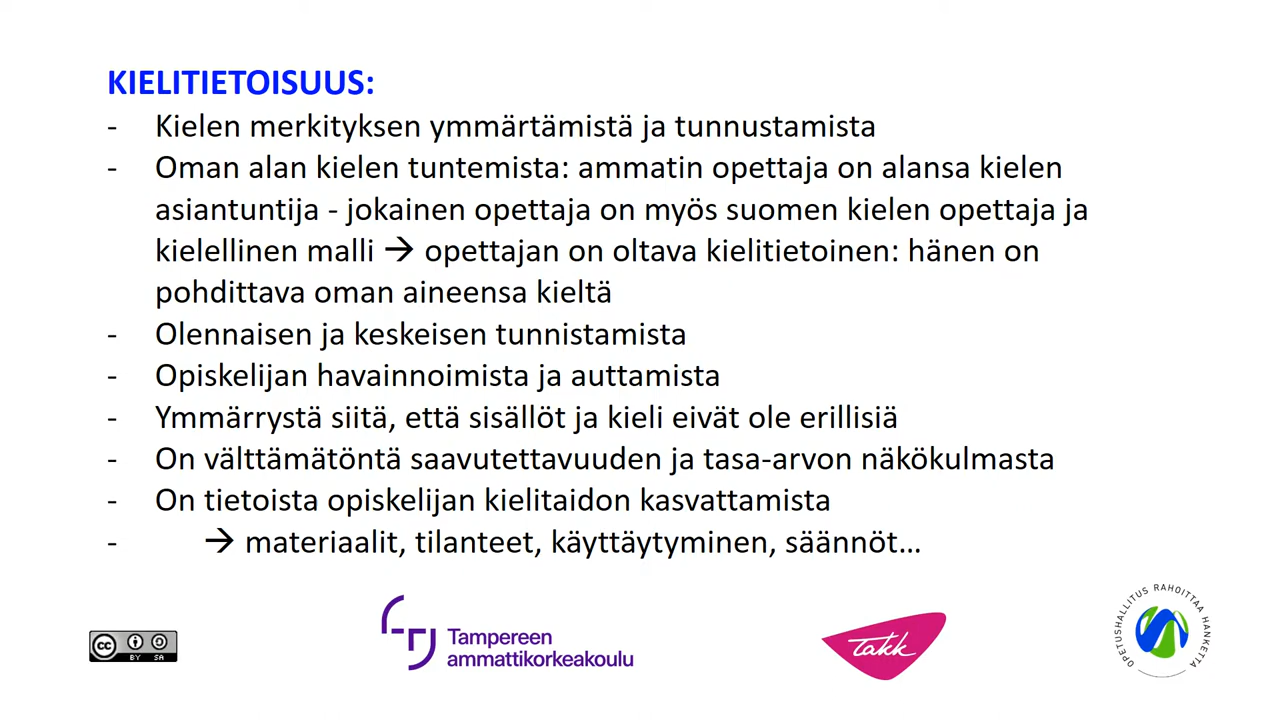 KIELITIETOISUUS:
- Kielen merkityksen ymmärtämistä ja tunnustamista
- Oman alan kielen tuntemista: ammatin opettaja on alansa kielen
asiantuntija - jokainen opettaja on myös suomen kielen opettaja ja
kielellinen malli → opettajan on oltava kielitietoinen: hänen on
pohdittava oman aineensa kieltä
- Olennaisen ja keskeisen tunnistamista
- Opiskelijan havainnoimista ja auttamista
- Ymmärrystä siitä, että sisällöt ja kieli eivät ole erillisiä
- On välttämätöntä saavutettavuuden ja tasa-arvon näkökulmasta
- On tietoista opiskelijan kielitaidon kasvattamista
- → materiaalit, tilanteet, käyttäytyminen, säännöt…
cc BY SA
Tampereen
ammattikorkeakoulu
takk
OPETUSHALLITUS RAHOITTAA HANKETTA